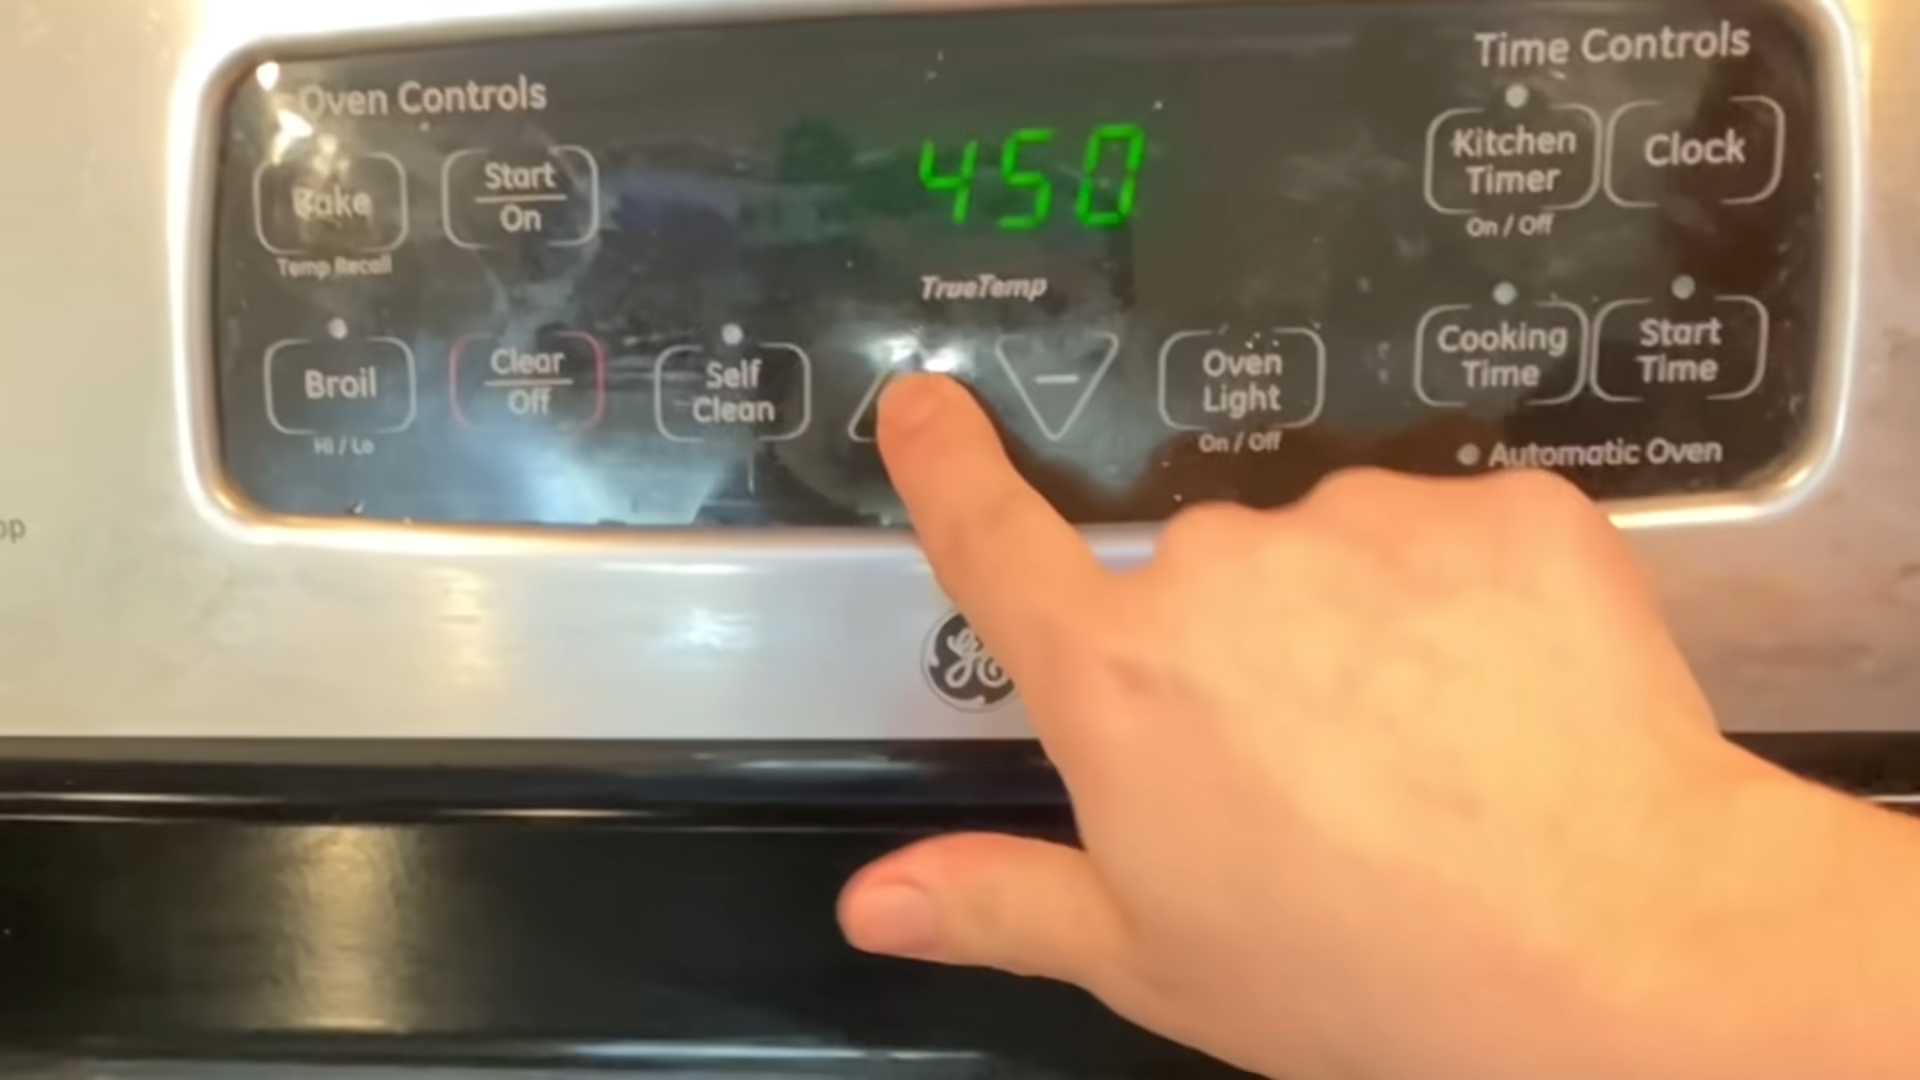 Oven Controls
Bake
Temp Recall
Start
On
Broil
Hi / Lo
Clear
Off
Self
Clean
450
TrueTemp
−
Oven
Light
On / Off
Time Controls
Kitchen
Timer
On / Off
Clock
Cooking
Time
Start
Time
Automatic Oven
GE